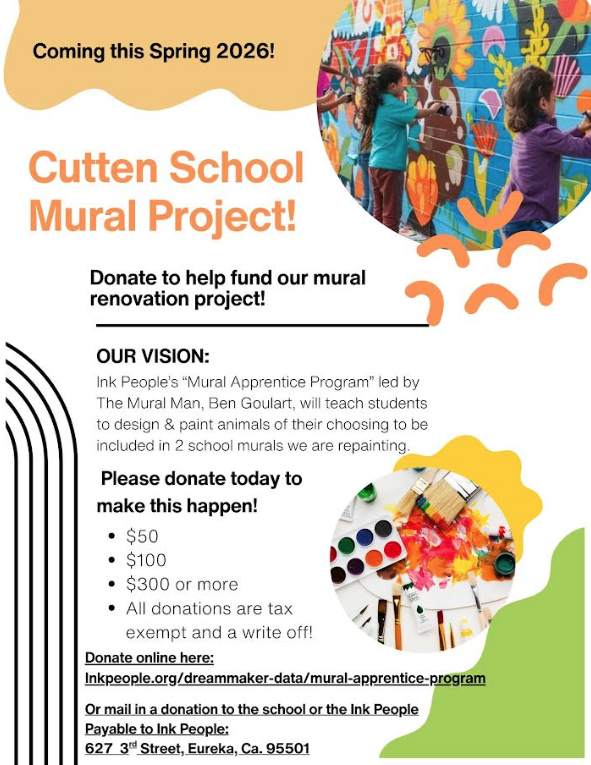 Coming this Spring 2026!
Cutten School
Mural Project!
Donate to help fund our mural
renovation project!
OUR VISION:
Ink People's “Mural Apprentice Program” led by
The Mural Man, Ben Goulart, will teach students
to design & paint animals of their choosing to be
included in 2 school murals we are repainting.
Please donate today to
make this happen!
• $50
• $100
• $300 or more
• All donations are tax
exempt and a write off!
Donate online here:
Inkpeople.org/dreammaker-data/mural-apprentice-program
Or mail in a donation to the school or the Ink People
Payable to Ink People:
627 3rd Street, Eureka, Ca. 95501